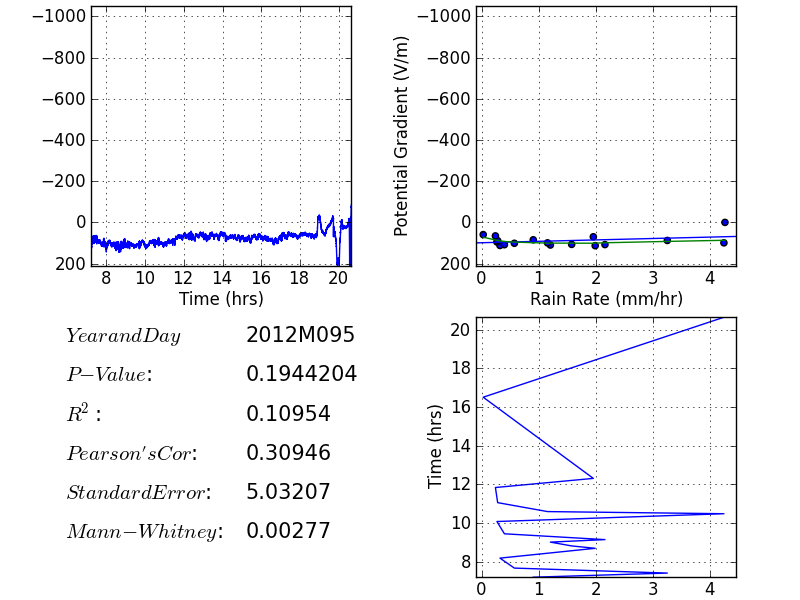 −1000
−800
−600
−400
−200
0
200
8 10 12 14 16 18 20
Time (hrs)
Potential Gradient (V/m)
−1000
−800
−600
−400
−200
0
200
0 1 2 3 4
Rain Rate (mm/hr)
YearandDay 2012M095
P−Value: 0.1944204
R²: 0.10954
Pearson'sCor: 0.30946
StandardError: 5.03207
Mann−Whitney: 0.00277
Time (hrs)
20
18
16
14
12
10
8
0 1 2 3 4